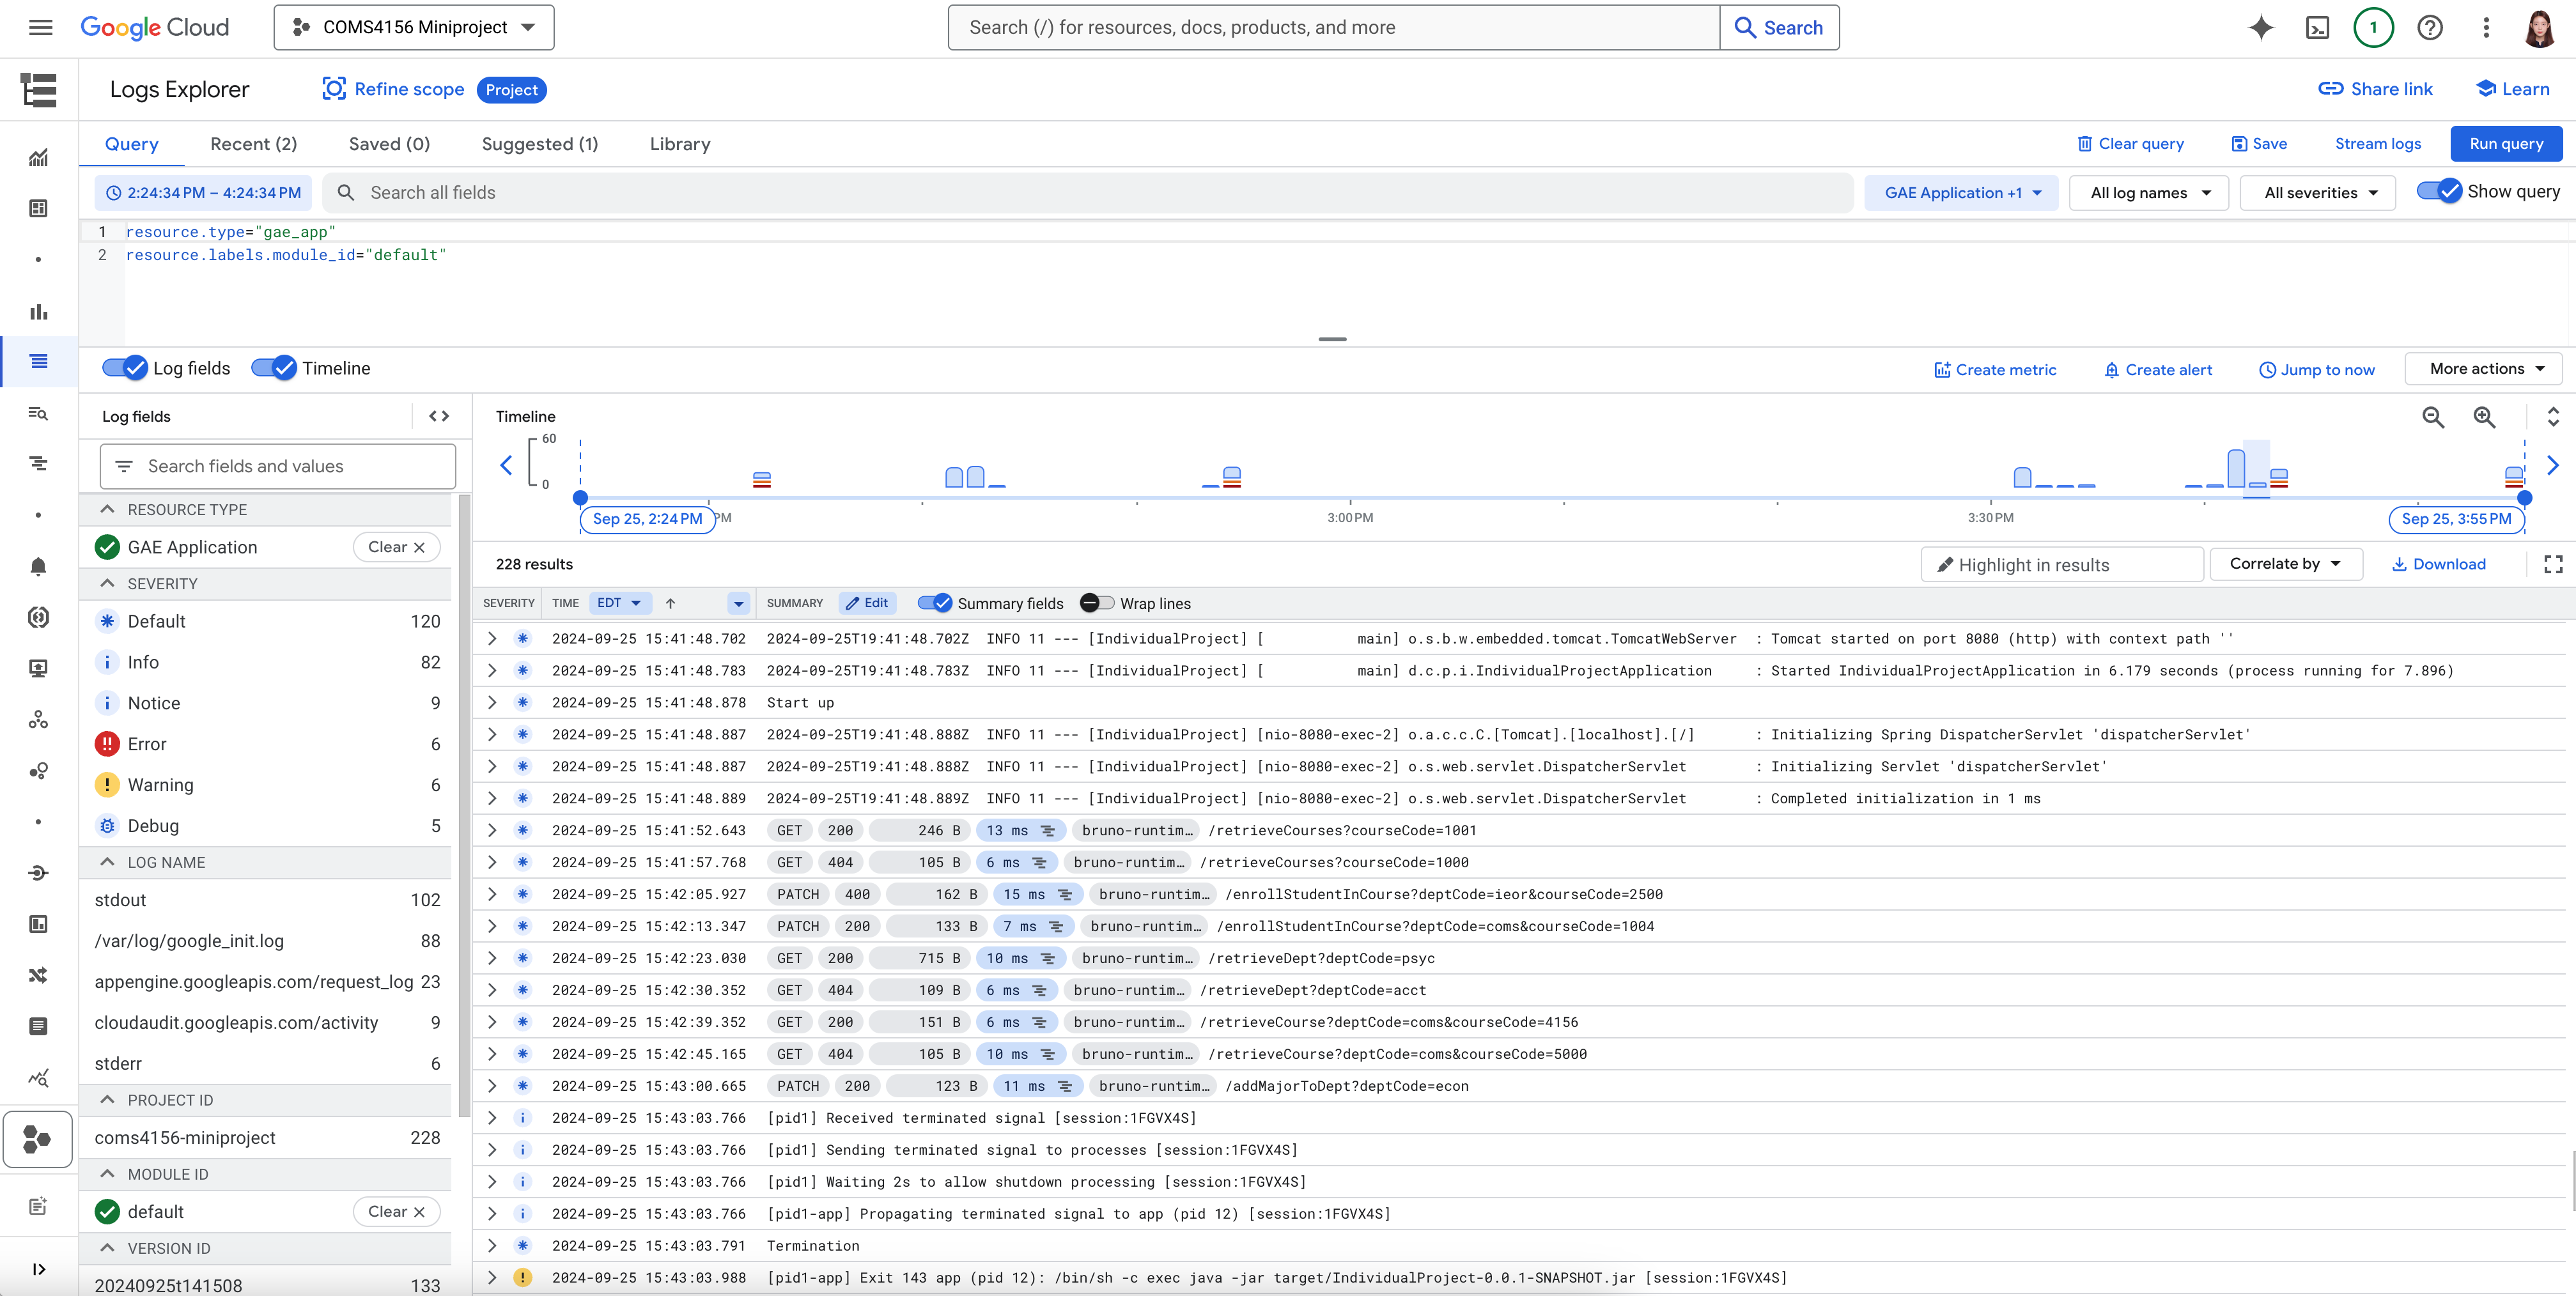 Google Cloud COMS4156 Miniproject Search (/) for resources, docs, products, and more Search 1
Logs Explorer Refine scope Project Share link Learn
Query Recent (2) Saved (0) Suggested (1) Library Clear query Save Stream logs Run query
2:24:34 PM – 4:24:34 PM Search all fields GAE Application +1 All log names All severities Show query
1 resource.type="gae_app"
2 resource.labels.module_id="default"
Log fields Timeline Create metric Create alert Jump to now More actions
Log fields
Search fields and values
RESOURCE TYPE
GAE Application Clear
SEVERITY
Default 120
Info 82
Notice 9
Error 6
Warning 6
Debug 5
LOG NAME
stdout 102
/var/log/google_init.log 88
appengine.googleapis.com/request_log 23
cloudaudit.googleapis.com/activity 9
stderr 6
PROJECT ID
coms4156-miniproject 228
MODULE ID
default Clear
VERSION ID
20240925t141508 133
Timeline
60
0
Sep 25, 2:24 PM PM 3:00 PM 3:30 PM Sep 25, 3:55 PM
228 results Highlight in results Correlate by Download
SEVERITY TIME EDT SUMMARY Edit Summary fields Wrap lines
2024-09-25 15:41:48.702 2024-09-25T19:41:48.702Z INFO 11 --- [IndividualProject] [ main] o.s.b.w.embedded.tomcat.TomcatWebServer : Tomcat started on port 8080 (http) with context path ''
2024-09-25 15:41:48.783 2024-09-25T19:41:48.783Z INFO 11 --- [IndividualProject] [ main] d.c.p.i.IndividualProjectApplication : Started IndividualProjectApplication in 6.179 seconds (process running for 7.896)
2024-09-25 15:41:48.878 Start up
2024-09-25 15:41:48.887 2024-09-25T19:41:48.888Z INFO 11 --- [IndividualProject] [nio-8080-exec-2] o.a.c.c.C.[Tomcat].[localhost].[/] : Initializing Spring DispatcherServlet 'dispatcherServlet'
2024-09-25 15:41:48.887 2024-09-25T19:41:48.888Z INFO 11 --- [IndividualProject] [nio-8080-exec-2] o.s.web.servlet.DispatcherServlet : Initializing Servlet 'dispatcherServlet'
2024-09-25 15:41:48.889 2024-09-25T19:41:48.889Z INFO 11 --- [IndividualProject] [nio-8080-exec-2] o.s.web.servlet.DispatcherServlet : Completed initialization in 1 ms
2024-09-25 15:41:52.643 GET 200 246 B 13 ms bruno-runtim… /retrieveCourses?courseCode=1001
2024-09-25 15:41:57.768 GET 404 105 B 6 ms bruno-runtim… /retrieveCourses?courseCode=1000
2024-09-25 15:42:05.927 PATCH 400 162 B 15 ms bruno-runtim… /enrollStudentInCourse?deptCode=ieor&courseCode=2500
2024-09-25 15:42:13.347 PATCH 200 133 B 7 ms bruno-runtim… /enrollStudentInCourse?deptCode=coms&courseCode=1004
2024-09-25 15:42:23.030 GET 200 715 B 10 ms bruno-runtim… /retrieveDept?deptCode=psyc
2024-09-25 15:42:30.352 GET 404 109 B 6 ms bruno-runtim… /retrieveDept?deptCode=acct
2024-09-25 15:42:39.352 GET 200 151 B 6 ms bruno-runtim… /retrieveCourse?deptCode=coms&courseCode=4156
2024-09-25 15:42:45.165 GET 404 105 B 10 ms bruno-runtim… /retrieveCourse?deptCode=coms&courseCode=5000
2024-09-25 15:43:00.665 PATCH 200 123 B 11 ms bruno-runtim… /addMajorToDept?deptCode=econ
2024-09-25 15:43:03.766 [pid1] Received terminated signal [session:1FGVX4S]
2024-09-25 15:43:03.766 [pid1] Sending terminated signal to processes [session:1FGVX4S]
2024-09-25 15:43:03.766 [pid1] Waiting 2s to allow shutdown processing [session:1FGVX4S]
2024-09-25 15:43:03.766 [pid1-app] Propagating terminated signal to app (pid 12) [session:1FGVX4S]
2024-09-25 15:43:03.791 Termination
2024-09-25 15:43:03.988 [pid1-app] Exit 143 app (pid 12): /bin/sh -c exec java -jar target/IndividualProject-0.0.1-SNAPSHOT.jar [session:1FGVX4S]